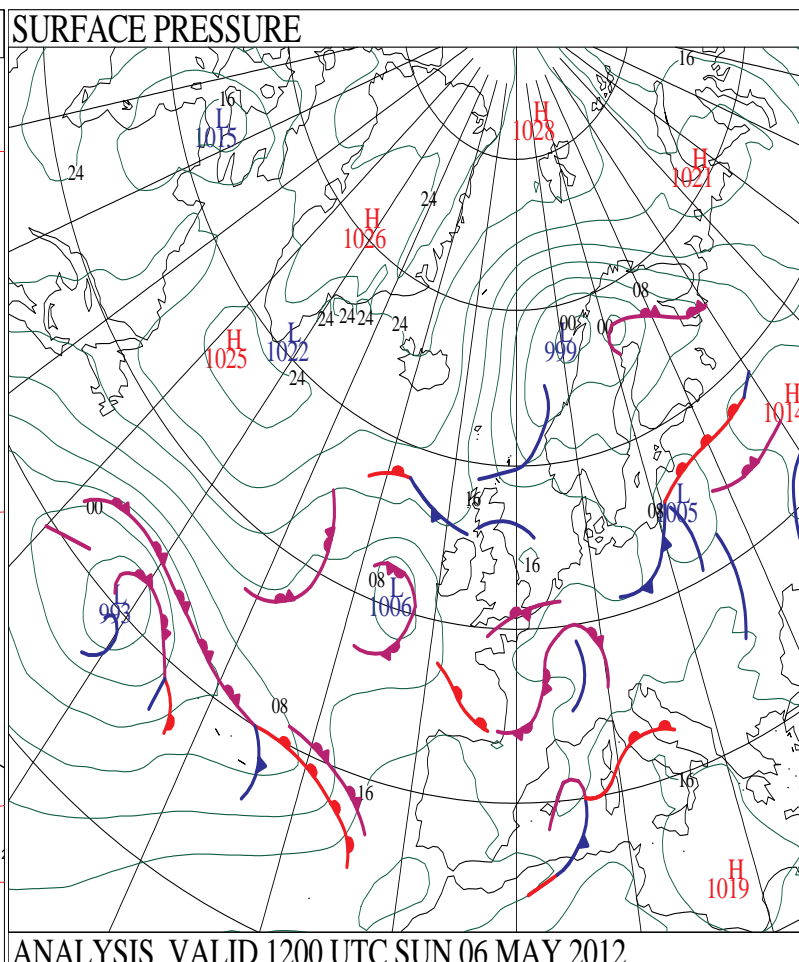 SURFACE PRESSURE
16
16
H
1028
L
1015
H
1021
24
24
H
1026
08
24 24 24 24
00 00
H
1025
L
1022
L
999
24
H
1014
16
L
1005
08
00
16
08
L
1006
L
993
08
16
16
H
1019
ANALYSIS VALID 1200 UTC SUN 06 MAY 2012